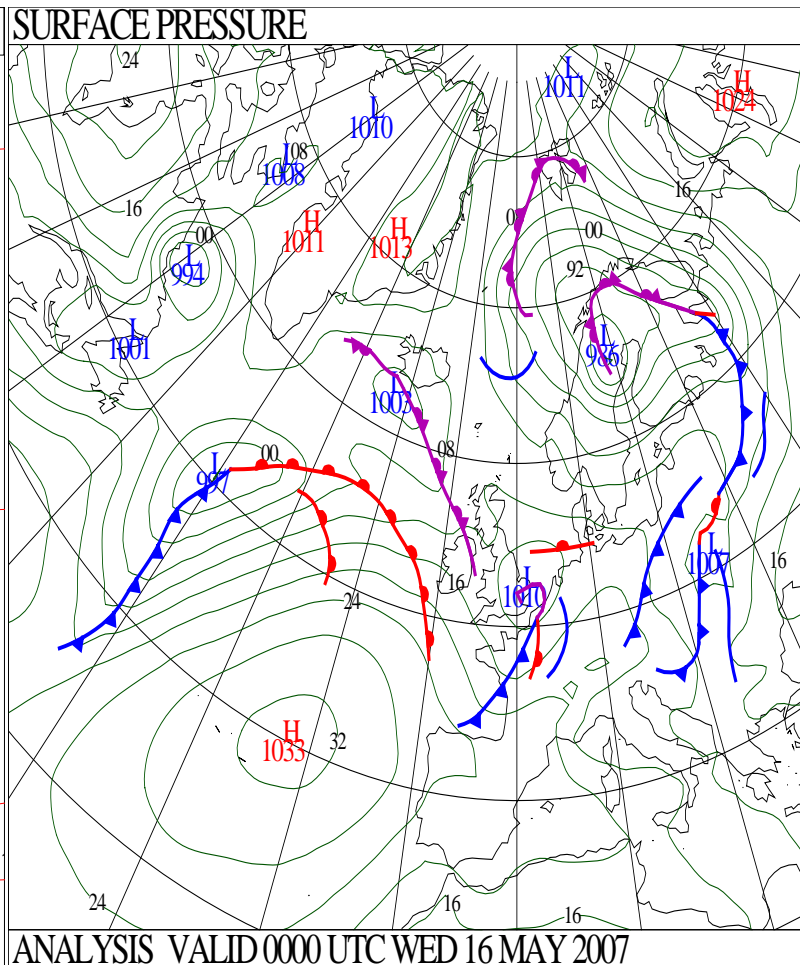 SURFACE PRESSURE
24
L
1011
H
1024
L
1010
08
L
1008
16
16
H
1011
H
1013
00
00
L
994
92
L
1001
L
986
L
1003
08
00
L
997
L
1007
16
16
L
1010
24
H
1033
32
24
16
16
ANALYSIS VALID 0000 UTC WED 16 MAY 2007